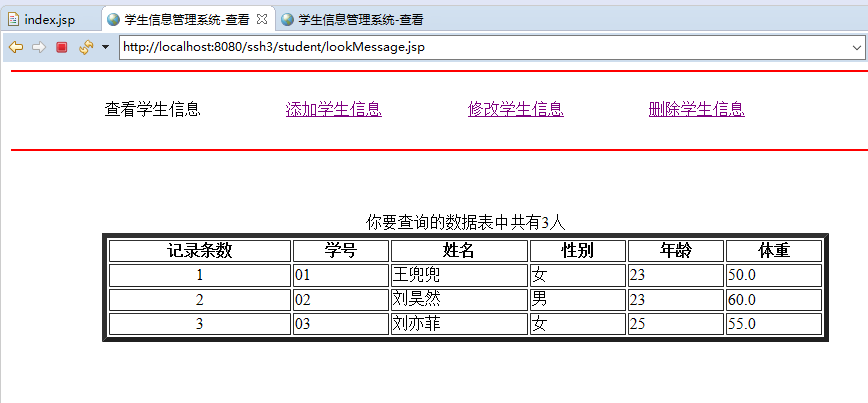 index.jsp 学生信息管理系统-查看 学生信息管理系统-查看
http://localhost:8080/ssh3/student/lookMessage.jsp
查看学生信息 添加学生信息 修改学生信息 删除学生信息
你要查询的数据表中共有3人
记录条数 学号 姓名 性别 年龄 体重
1 01 王兜兜 女 23 50.0
2 02 刘昊然 男 23 60.0
3 03 刘亦菲 女 25 55.0